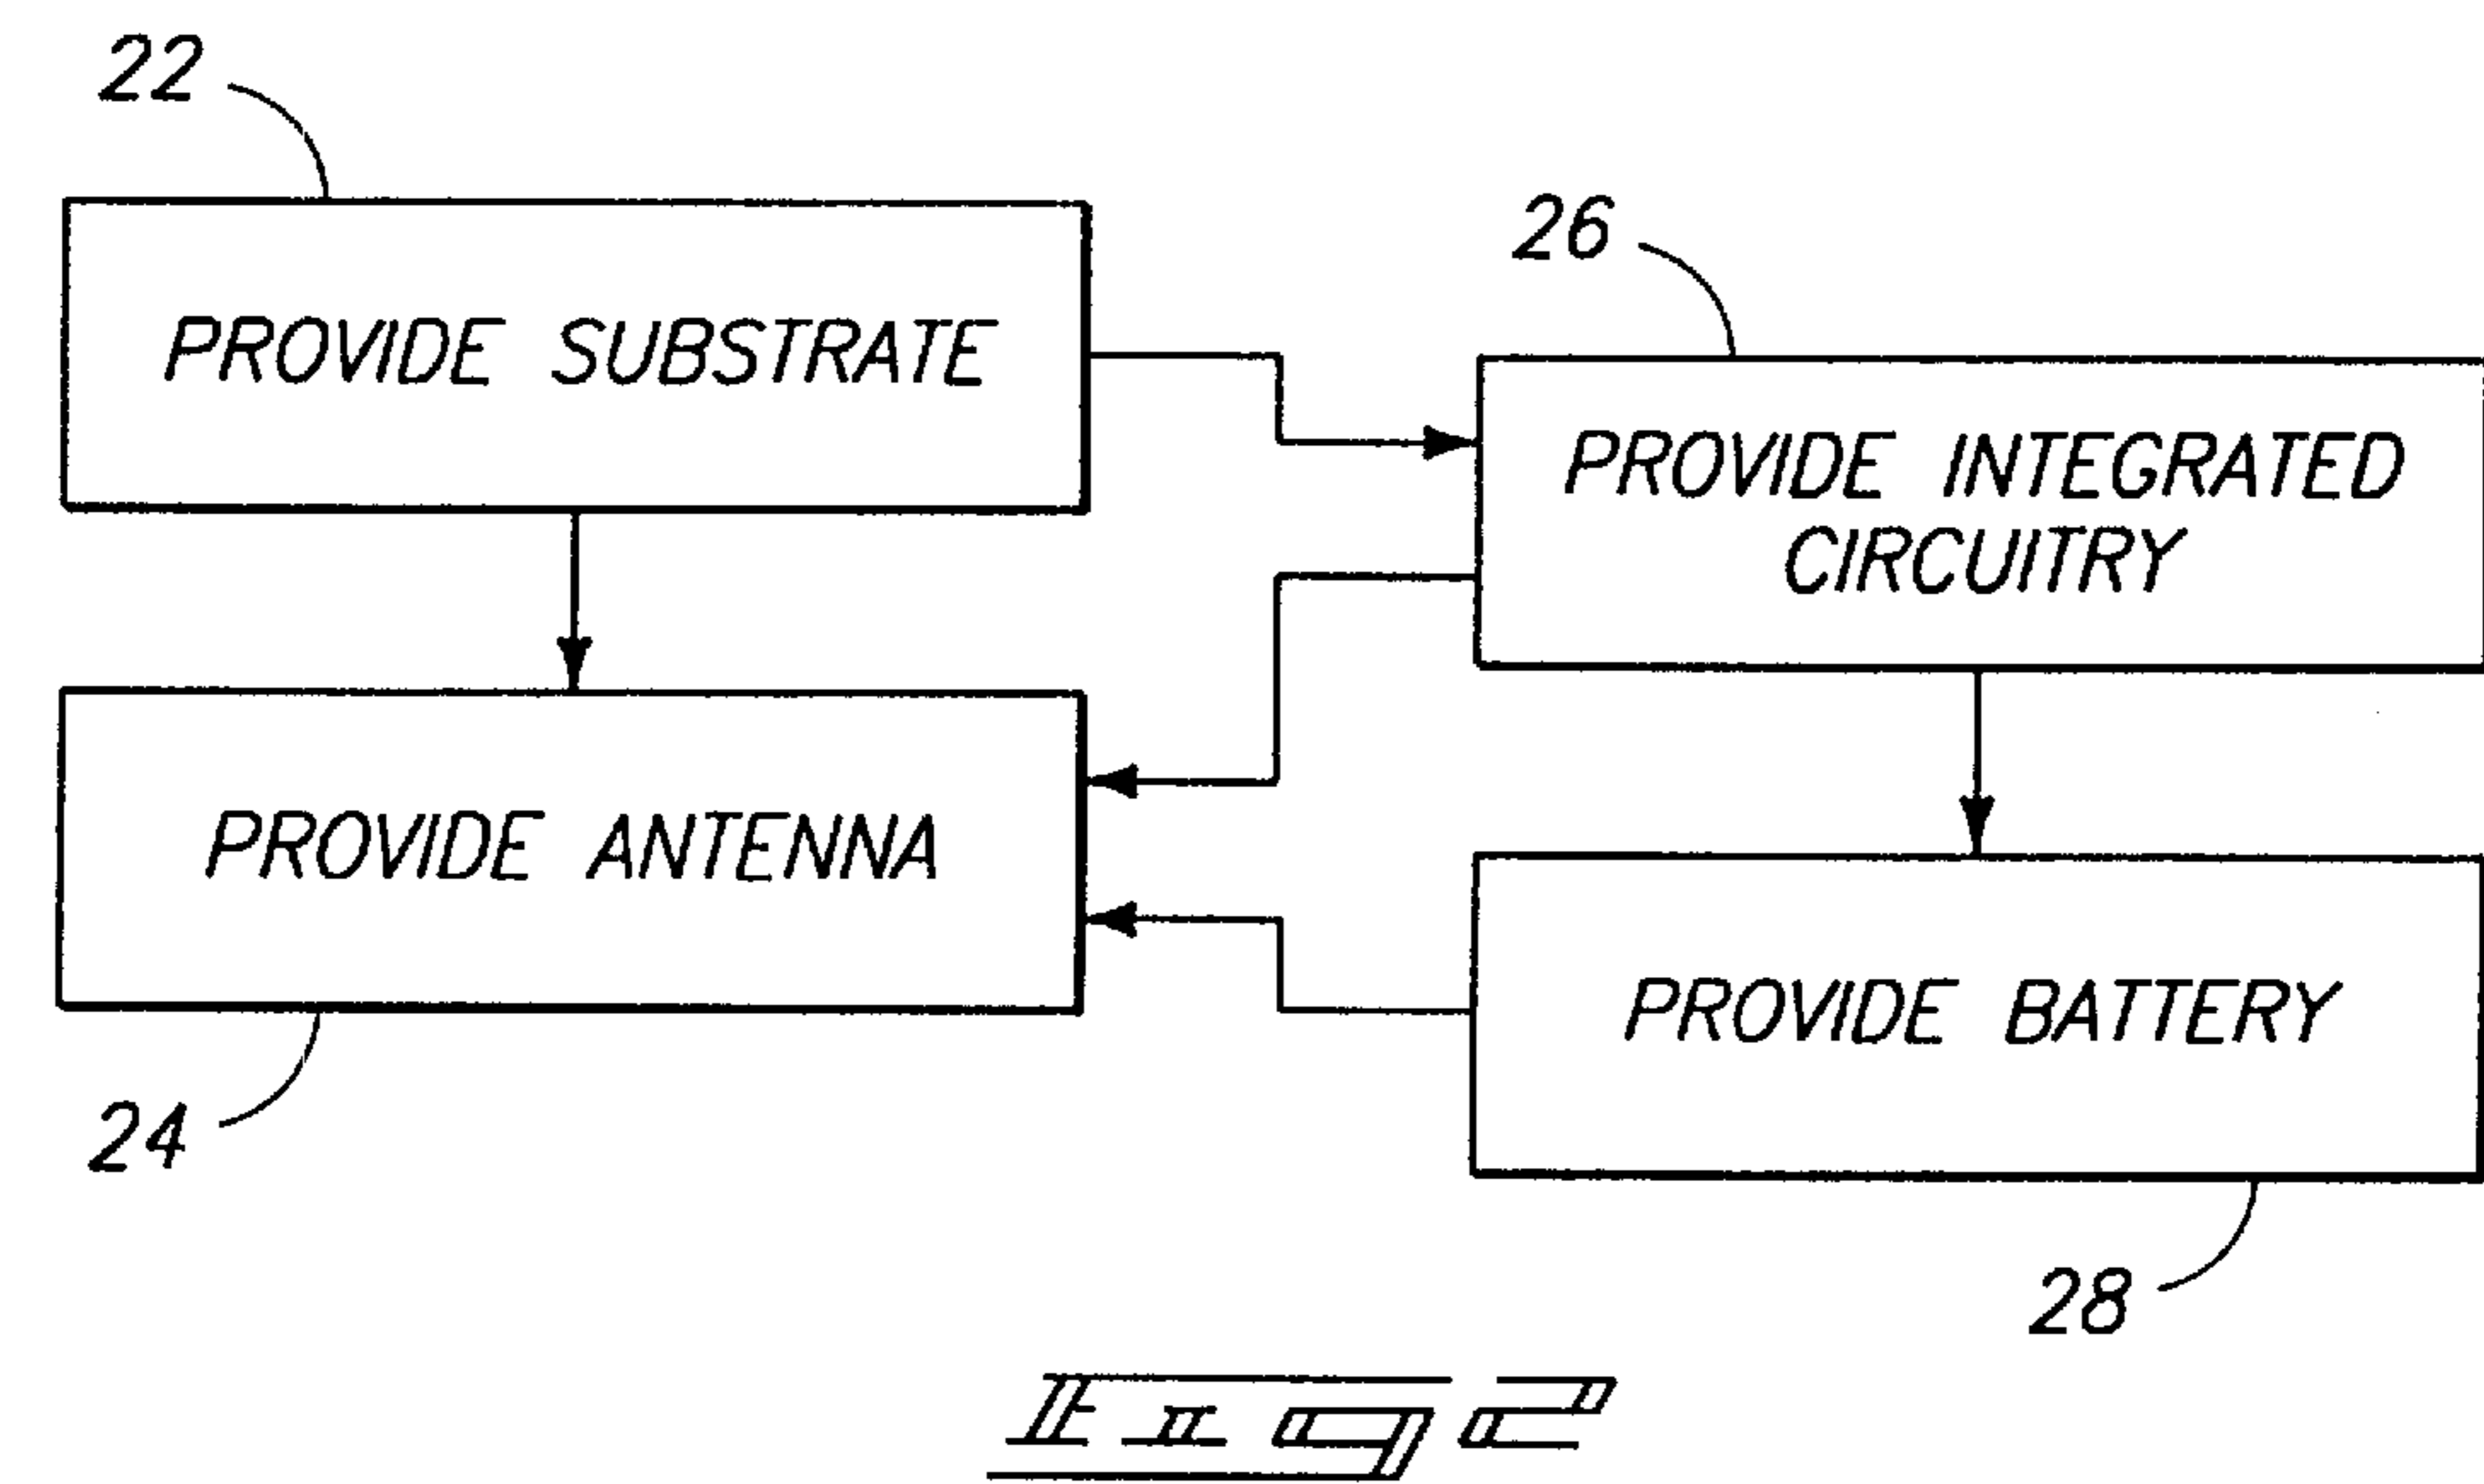 22
PROVIDE SUBSTRATE
26
PROVIDE INTEGRATED
CIRCUITRY
PROVIDE ANTENNA
24
PROVIDE BATTERY
28
Fig 2